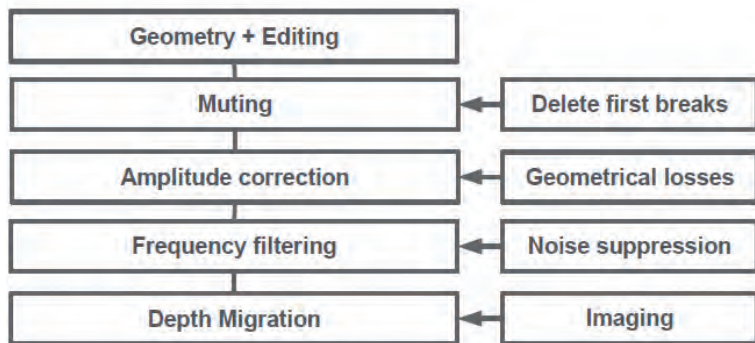 Geometry + Editing
Muting
Delete first breaks
Amplitude correction
Geometrical losses
Frequency filtering
Noise suppression
Depth Migration
Imaging